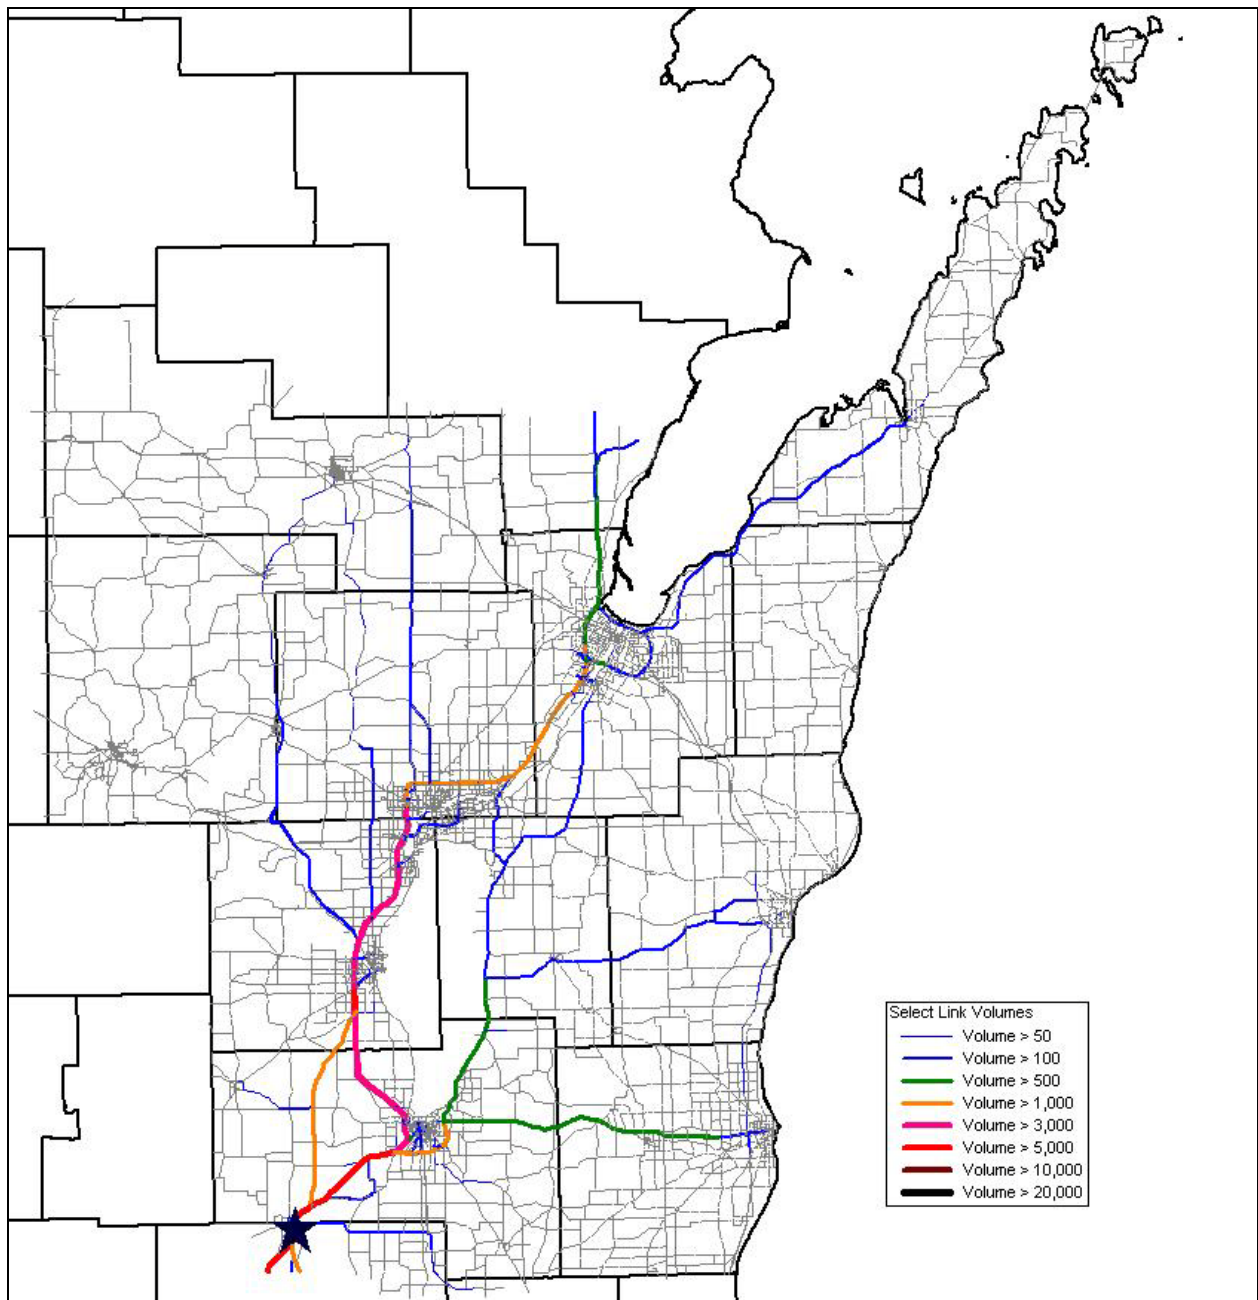 Select Link Volumes
Volume > 50
Volume > 100
Volume > 500
Volume > 1,000
Volume > 3,000
Volume > 5,000
Volume > 10,000
Volume > 20,000